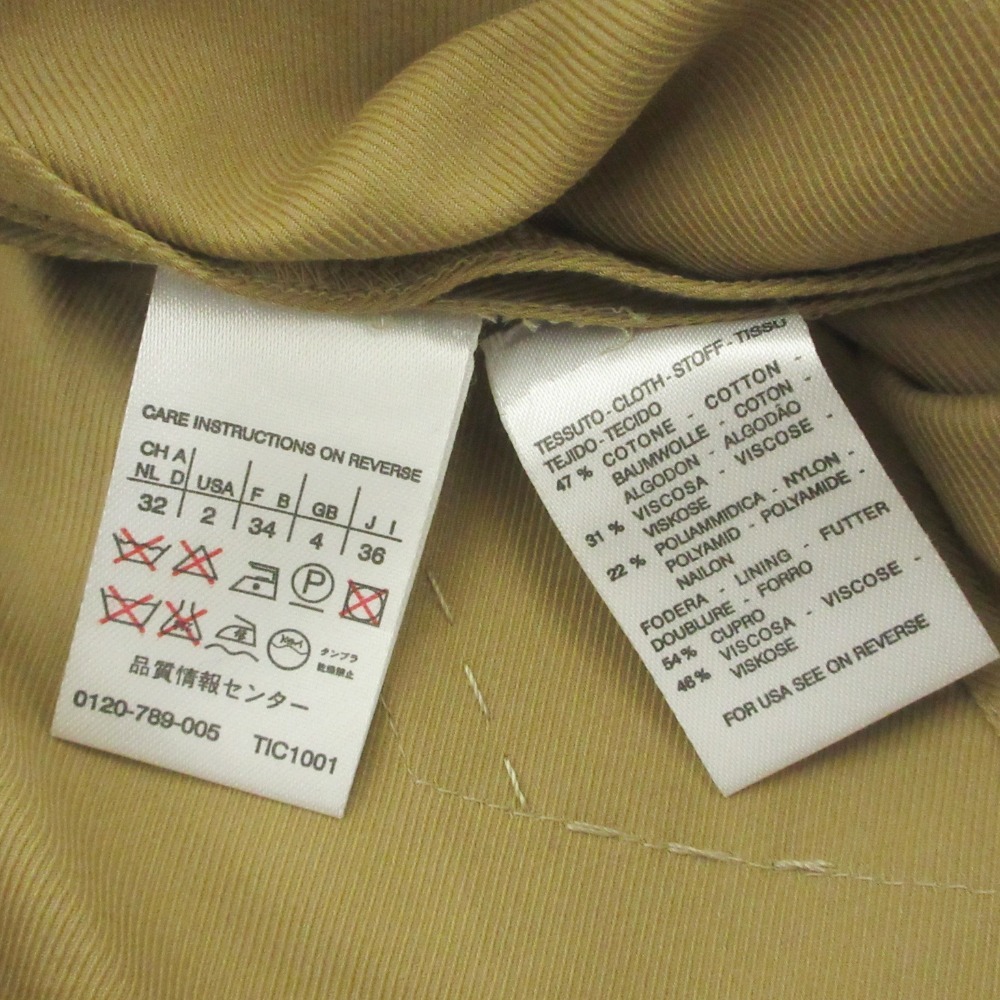 CARE INSTRUCTIONS ON REVERSE
CH A
NL D USA F B GB J I
32 2 34 4 36
P
タンブラ
乾燥禁止
品質情報センター
0120-789-005 TIC1001
TESSUTO-CLOTH-STOFF-TISSU
TEJIDO-TECIDO
47 % COTONE - COTTON -
BAUMWOLLE - COTON -
ALGODON - ALGODÃO
31 % VISCOSA - VISCOSE -
VISKOSE
22 % POLIAMMIDICA - NYLON -
POLYAMID - POLYAMIDE -
NAILON
FODERA - LINING - FUTTER
DOUBLURE - FORRO
54 % CUPRO
46 % VISCOSA - VISCOSE -
VISKOSE
FOR USA SEE ON REVERSE